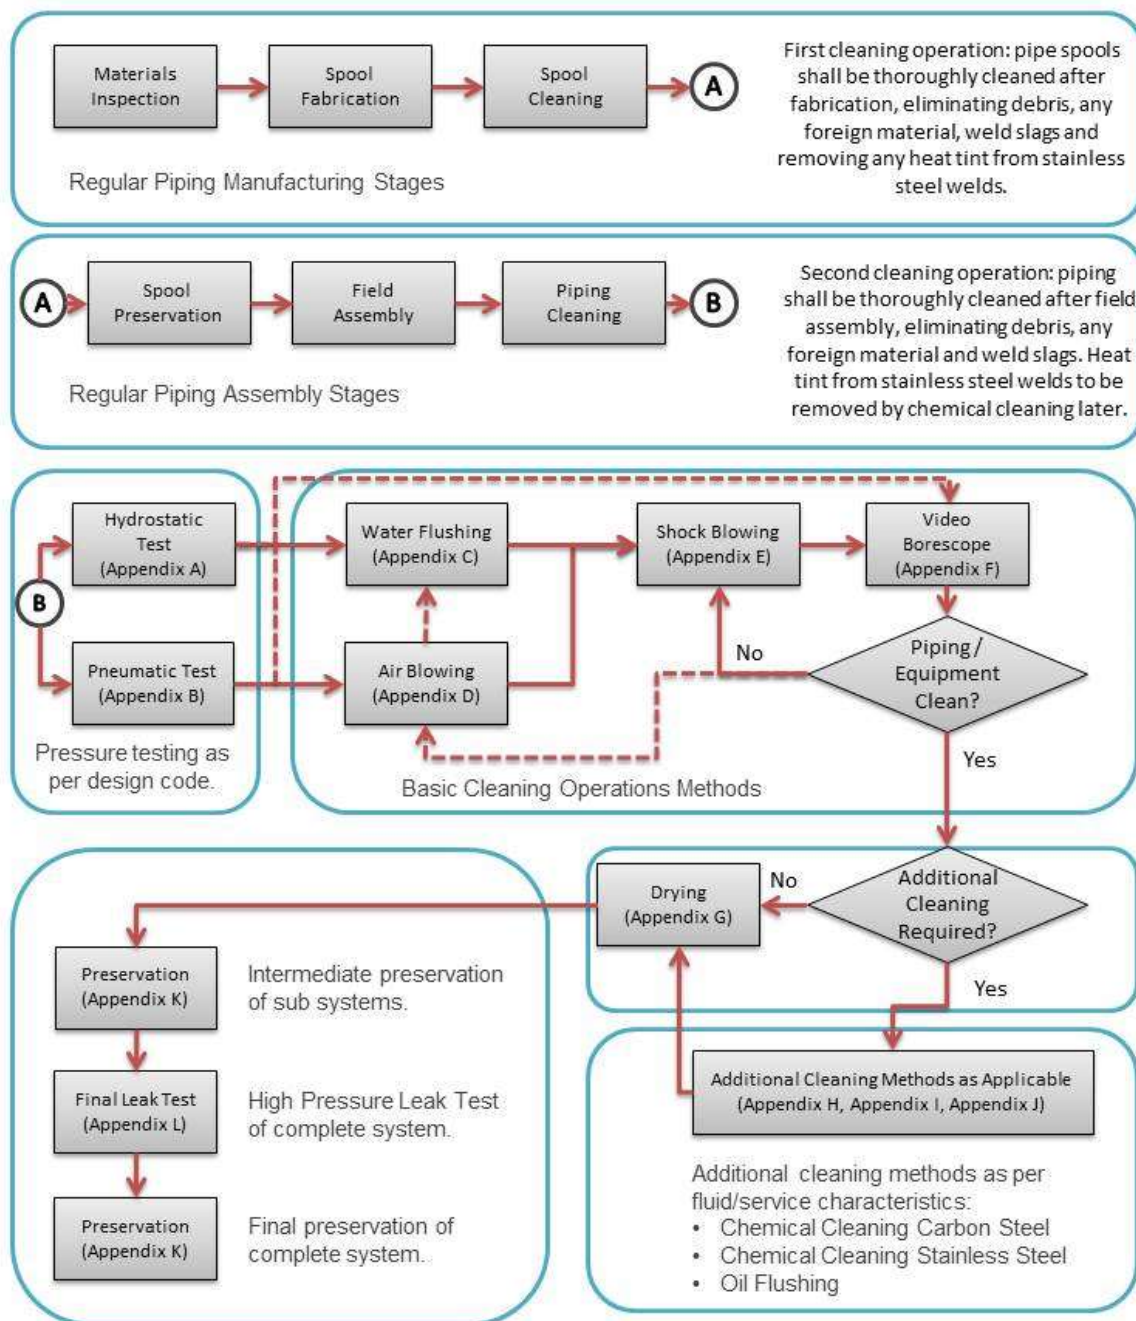 Materials
Inspection
Spool
Fabrication
Spool
Cleaning
A
First cleaning operation: pipe spools
shall be thoroughly cleaned after
fabrication, eliminating debris, any
foreign material, weld slags and
removing any heat tint from stainless
steel welds.
Regular Piping Manufacturing Stages
A
Spool
Preservation
Field
Assembly
Piping
Cleaning
B
Second cleaning operation: piping
shall be thoroughly cleaned after field
assembly, eliminating debris, any
foreign material and weld slags. Heat
tint from stainless steel welds to be
removed by chemical cleaning later.
Regular Piping Assembly Stages
B
Hydrostatic
Test
(Appendix A)
Pneumatic Test
(Appendix B)
Pressure testing as
per design code.
Water Flushing
(Appendix C)
Air Blowing
(Appendix D)
Shock Blowing
(Appendix E)
Video
Borescope
(Appendix F)
No
Piping/
Equipment
Clean?
Yes
Basic Cleaning Operations Methods
Additional
Cleaning
Required?
No
Yes
Drying
(Appendix G)
Preservation
(Appendix K)
Intermediate preservation
of sub systems.
Final Leak Test
(Appendix L)
High Pressure Leak Test
of complete system.
Preservation
(Appendix K)
Final preservation of
complete system.
Additional Cleaning Methods as Applicable
(Appendix H, Appendix I, Appendix J)
Additional cleaning methods as per
fluid/service characteristics:
• Chemical Cleaning Carbon Steel
• Chemical Cleaning Stainless Steel
• Oil Flushing